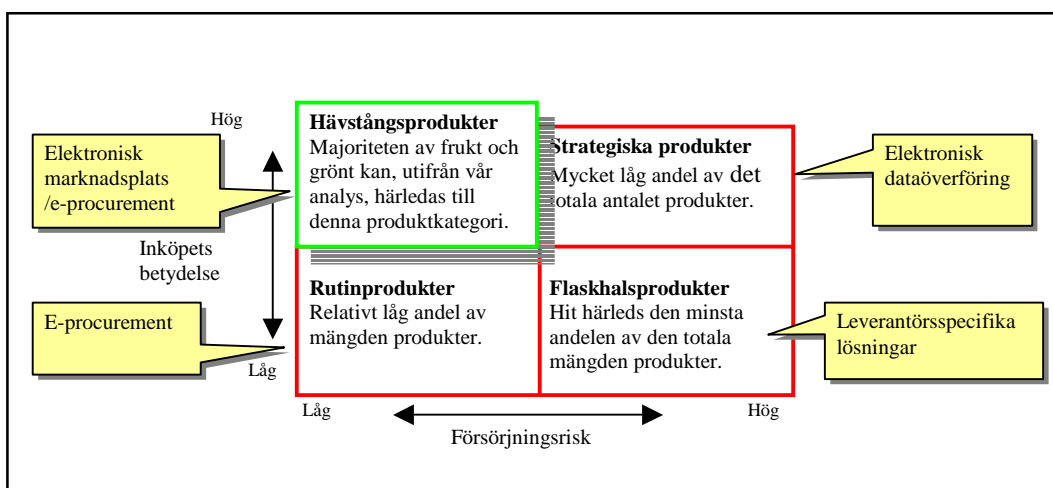 Hög
Elektronisk
marknadsplats
/e-procurement
Hävstångsprodukter
Majoriteten av frukt och
grönt kan, utifrån vår
analys, härledas till
denna produktkategori.
Strategiska produkter
Mycket låg andel av det
totala antalet produkter.
Elektronisk
dataöverföring
Inköpets
betydelse
E-procurement
Låg
Rutinprodukter
Relativt låg andel av
mängden produkter.
Flaskhalsprodukter
Hit härleds den minsta
andelen av den totala
mängden produkter.
Leverantörsspecifika
lösningar
Låg
Hög
Försörjningsrisk